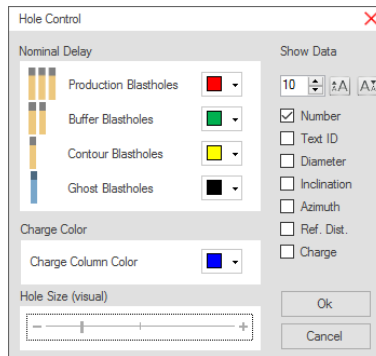 Hole Control
Nominal Delay
Production Blastholes
Buffer Blastholes
Contour Blastholes
Ghost Blastholes
Charge Color
Charge Column Color
Hole Size (visual)
Show Data
10 A A
Number
Text ID
Diameter
Inclination
Azimuth
Ref. Dist.
Charge
Ok
Cancel